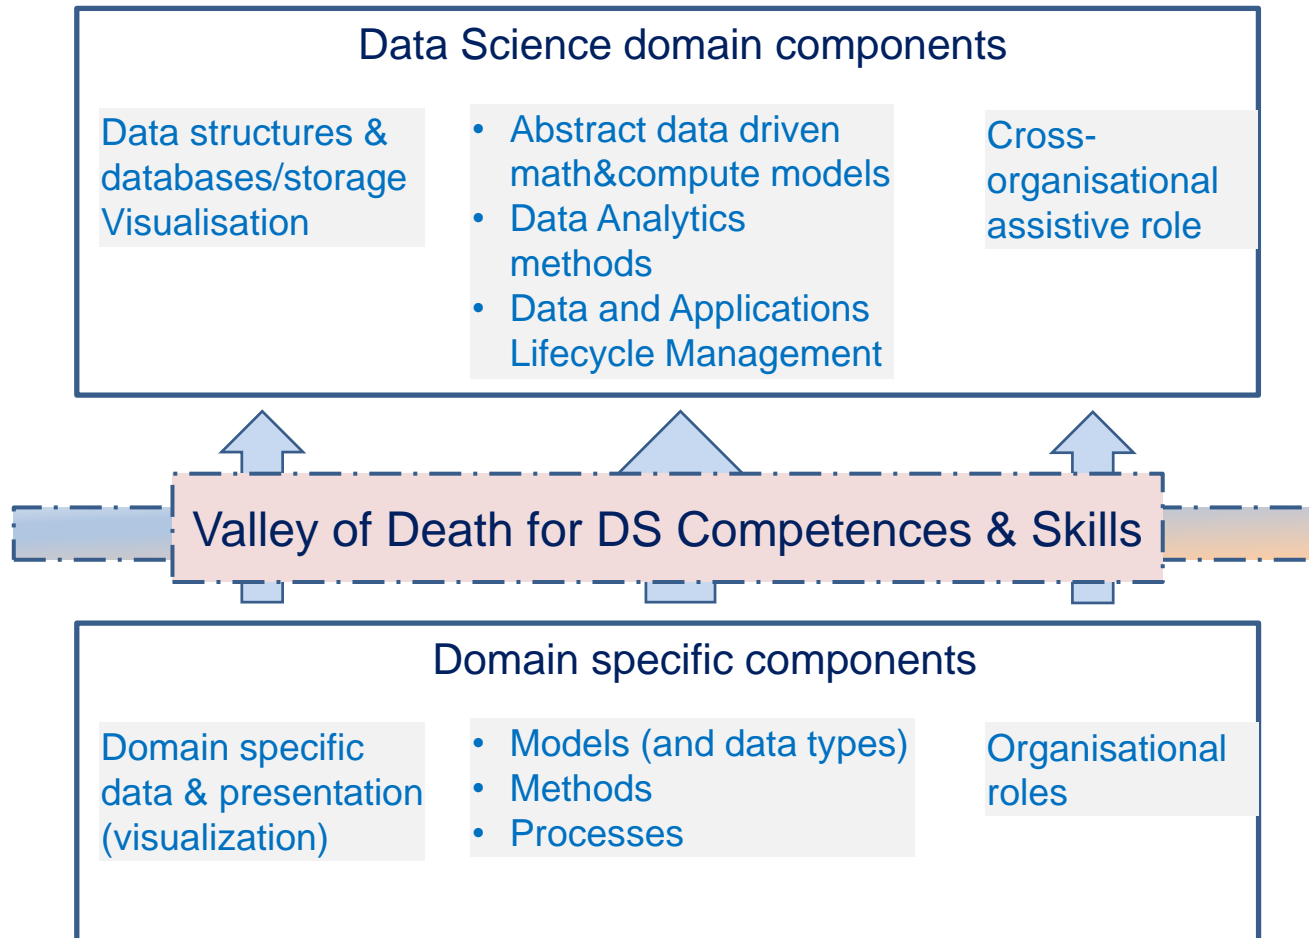 Data Science domain components
Data structures &
databases/storage
Visualisation
• Abstract data driven
math&compute models
• Data Analytics
methods
• Data and Applications
Lifecycle Management
Cross-
organisational
assistive role
Valley of Death for DS Competences & Skills
Domain specific components
Domain specific
data & presentation
(visualization)
• Models (and data types)
• Methods
• Processes
Organisational
roles